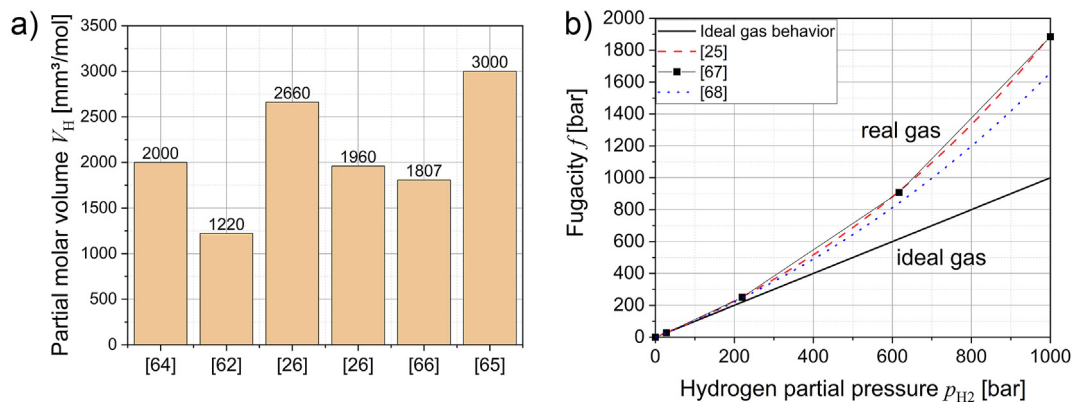 a)
Partial molar volume V_H [mm³/mol]
4000
3500
3000
2500
2000
1500
1000
500
0
2000
1220
2660
1960
1807
3000
[64] [62] [26] [26] [66] [65]
b)
Fugacity f [bar]
2000
1800
1600
1400
1200
1000
800
600
400
200
0
Ideal gas behavior
[25]
[67]
[68]
real gas
ideal gas
0 200 400 600 800 1000
Hydrogen partial pressure p_H2 [bar]